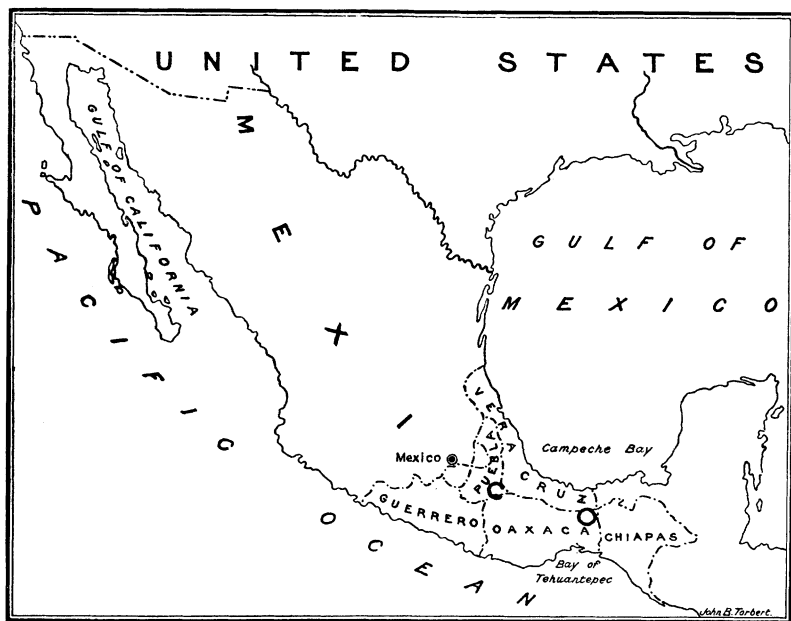 UNITED STATES
MEXICO
GULF OF CALIFORNIA
PACIFIC OCEAN
GULF OF
MEXICO
VERA CRUZ
Campeche Bay
Mexico
PUEBLA
GUERRERO
OAXACA
CHIAPAS
Bay of
Tehuantepec
John B. Torbert.